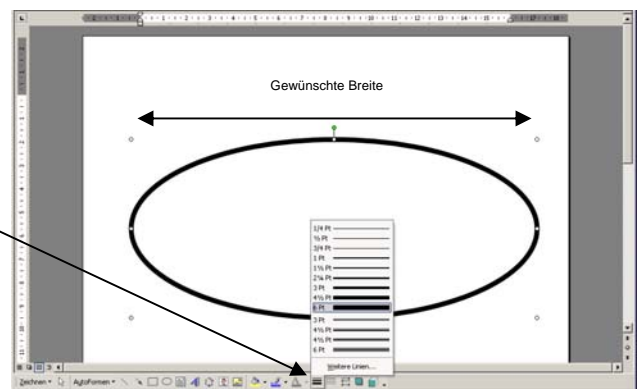 Gewünschte Breite
1/4 Pt
½ Pt
3/4 Pt
1 Pt
1½ Pt
2¼ Pt
3 Pt
4½ Pt
6 Pt
3 Pt
4½ Pt
4½ Pt
6 Pt
Weitere Linien...
Zeichnen AutoFormen